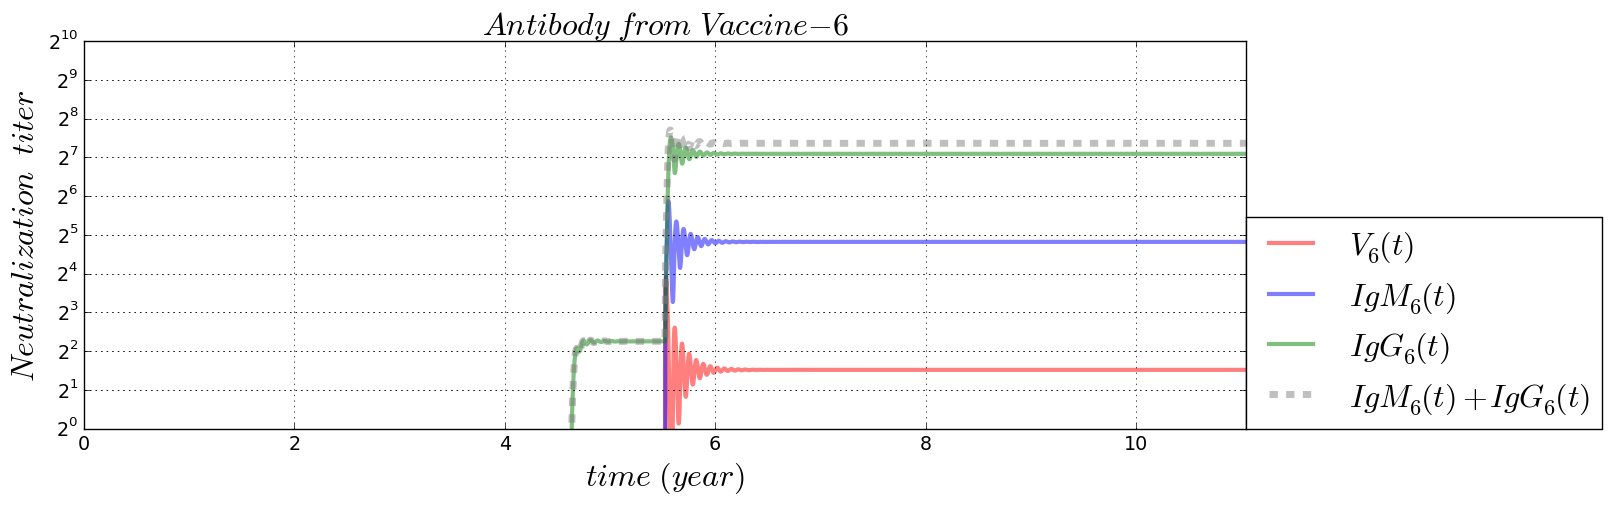 Antibody from Vaccine−6
Neutralization titer
2^10
2^9
2^8
2^7
2^6
2^5
2^4
2^3
2^2
2^1
2^0
0 2 4 6 8 10
time (year)
V_6(t)
IgM_6(t)
IgG_6(t)
IgM_6(t) + IgG_6(t)